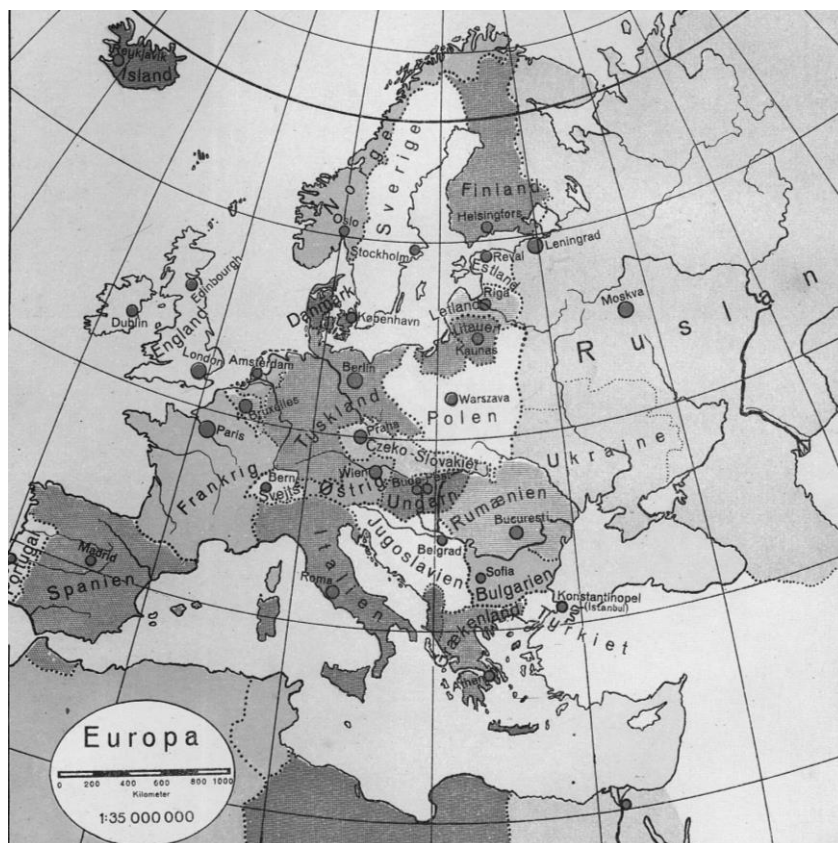 Reykjavik
Island
Norge
Sverige
Finland
Oslo
Helsingfors
Stockholm
Reval
Leningrad
Estland
Edinbourgh
Dublin
England
Danmark
København
Letland
Riga
Litauen
Kaunas
Moskva
Rusland
London
Amsterdam
Berlin
Warszava
Polen
Bruxelles
Tyskland
Paris
Praha
Czeko-Slovakiet
Ukraine
Frankrig
Bern
Svejts
Wien
Østrig
Ungarn
Rumænien
Bucuresti
Belgrad
Jugoslavien
Italien
Roma
Portugal
Madrid
Spanien
Sofia
Bulgarien
Konstantinopel
(Istanbul)
Tyrkiet
Grækenland
Athen
Europa
0 200 400 600 800 1000
Kilometer
1:35 000 000